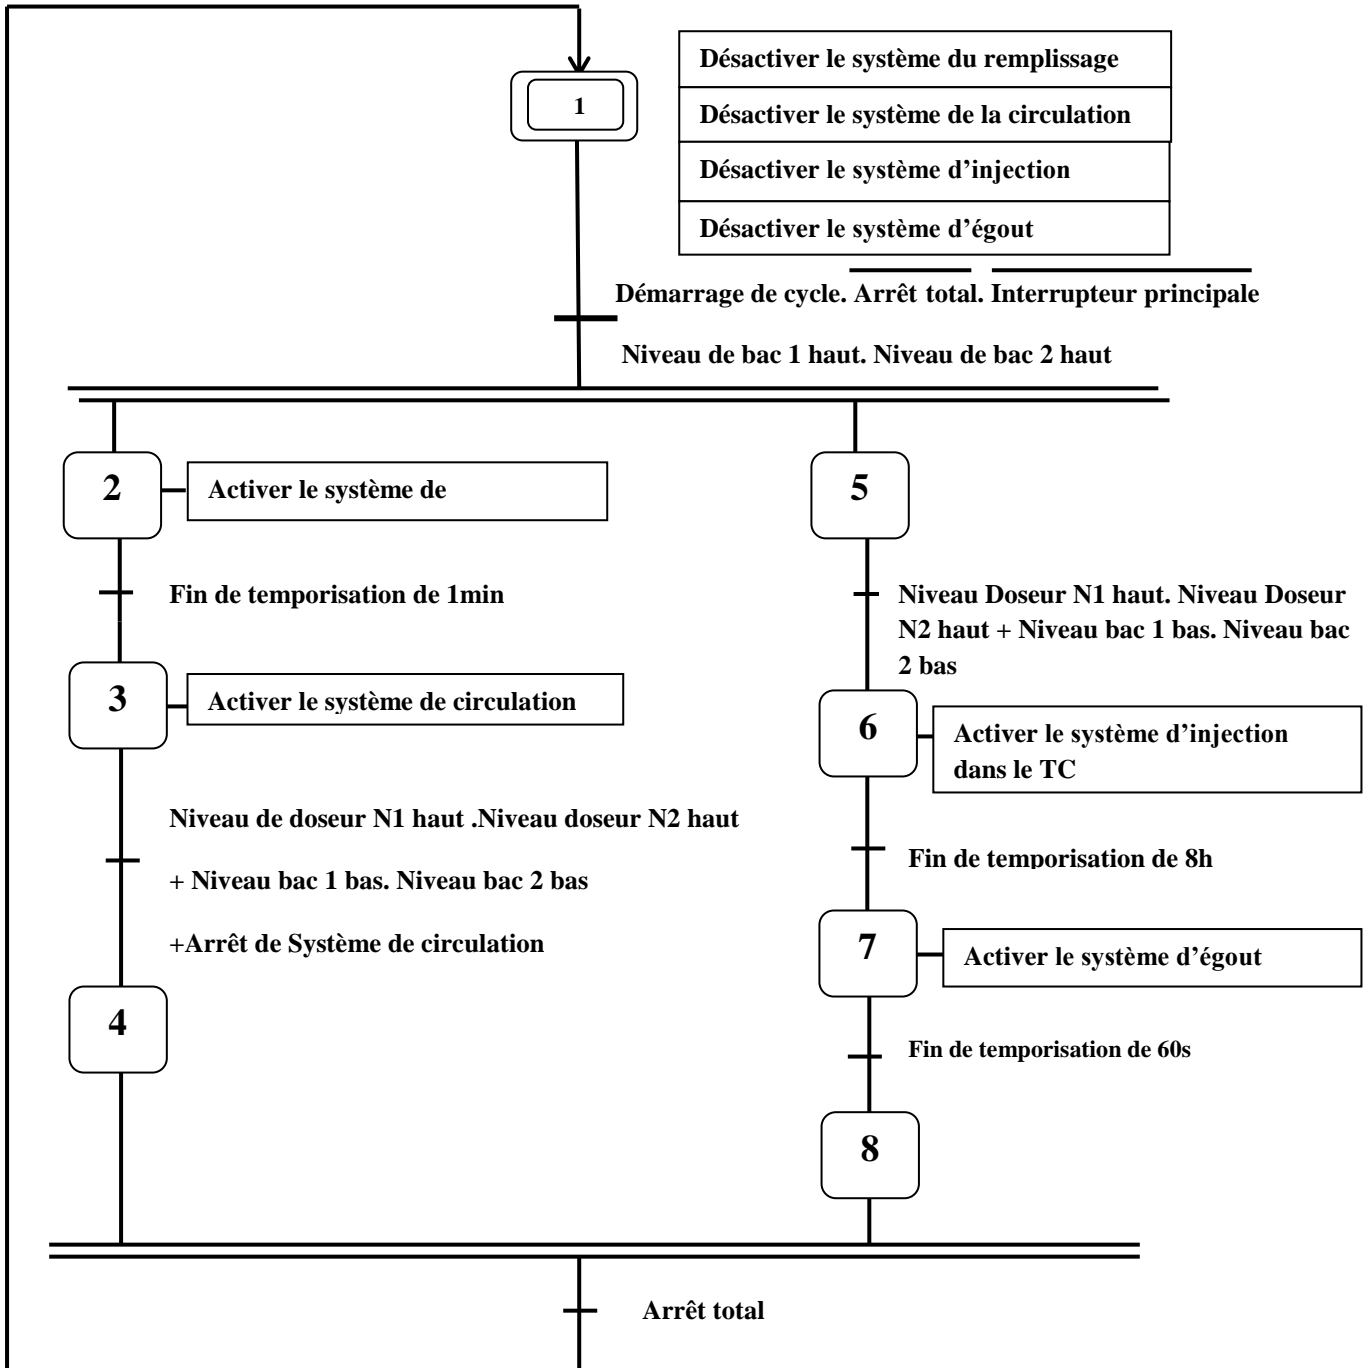 1
Désactiver le système du remplissage
Désactiver le système de la circulation
Désactiver le système d’injection
Désactiver le système d’égout
Démarrage de cycle. Arrêt total. Interrupteur principale
Niveau de bac 1 haut. Niveau de bac 2 haut
2
Activer le système de
5
Fin de temporisation de 1min
Niveau Doseur N1 haut. Niveau Doseur
N2 haut + Niveau bac 1 bas. Niveau bac
2 bas
3
Activer le système de circulation
6
Activer le système d’injection
dans le TC
Niveau de doseur N1 haut .Niveau doseur N2 haut
+ Niveau bac 1 bas. Niveau bac 2 bas
+Arrêt de Système de circulation
Fin de temporisation de 8h
7
Activer le système d’égout
4
Fin de temporisation de 60s
8
Arrêt total